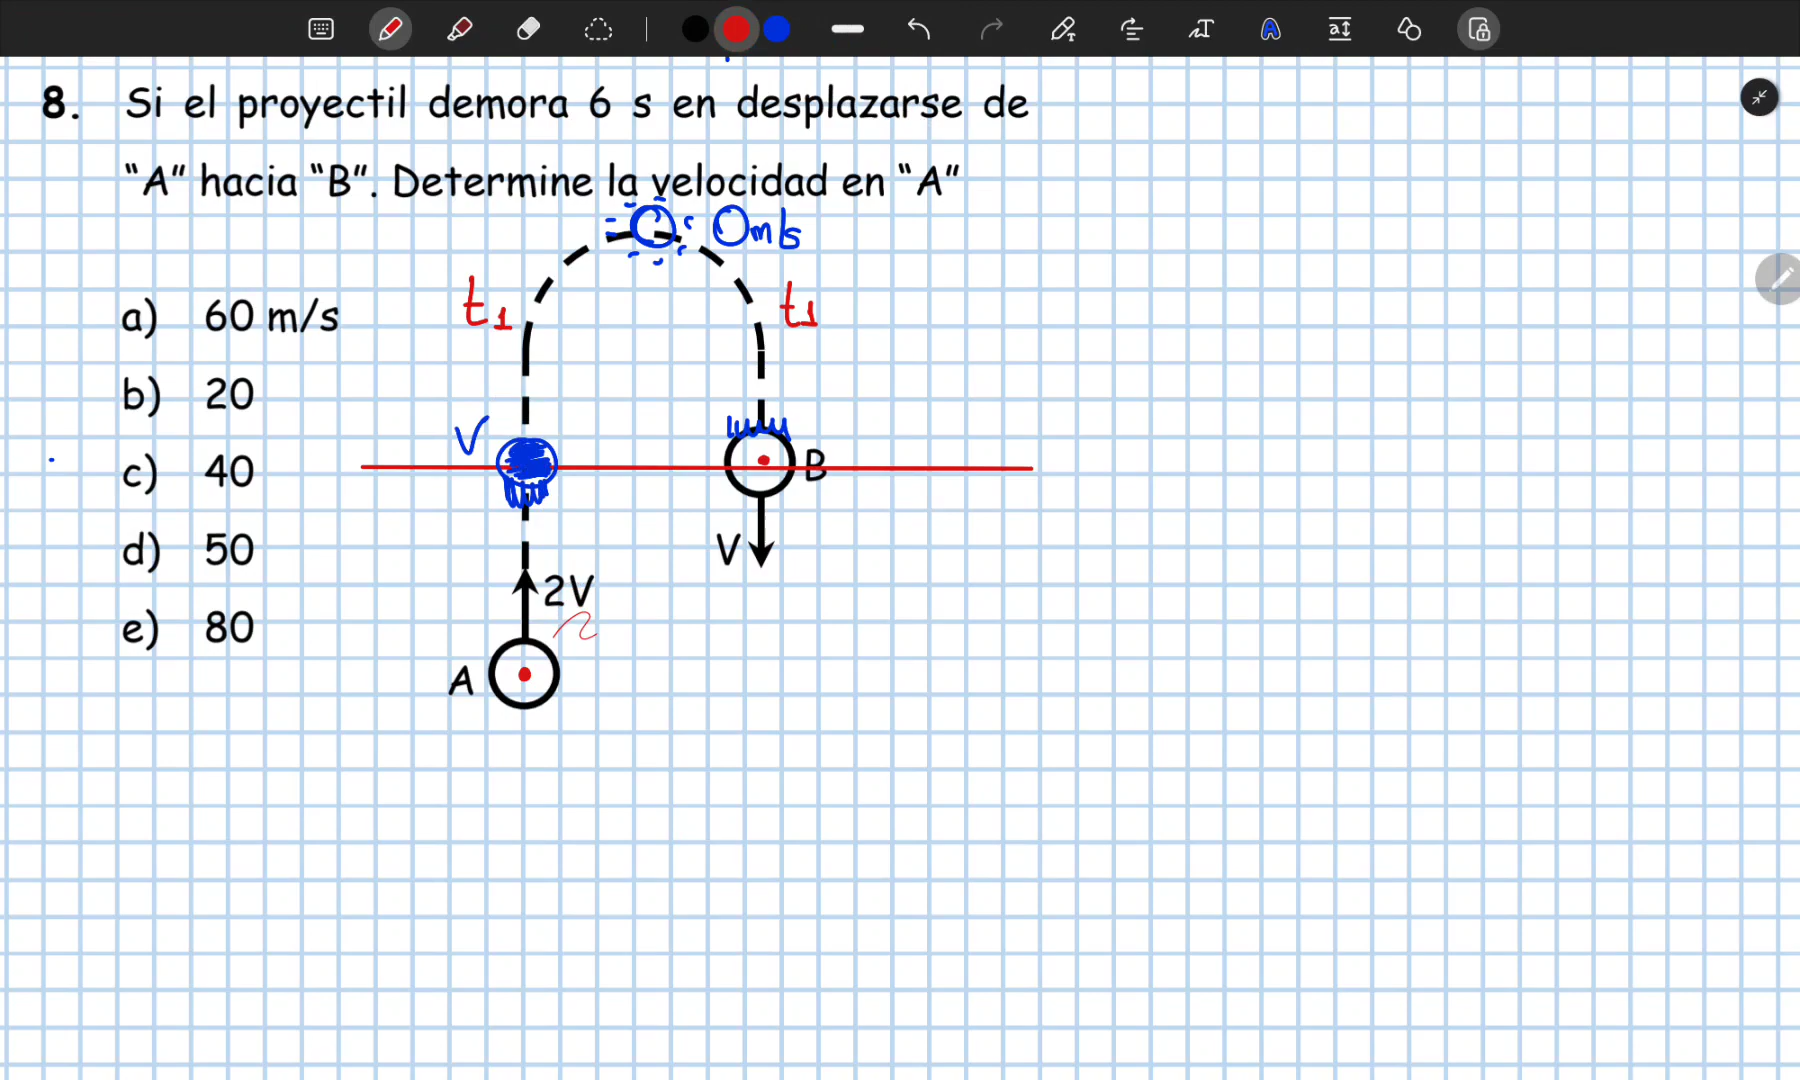 8. Si el proyectil demora 6 s en desplazarse de
“A” hacia “B”. Determine la velocidad en “A”
0m/s
t1 t1
a) 60 m/s
b) 20
V
c) 40
B
d) 50
V
2V
e) 80
A